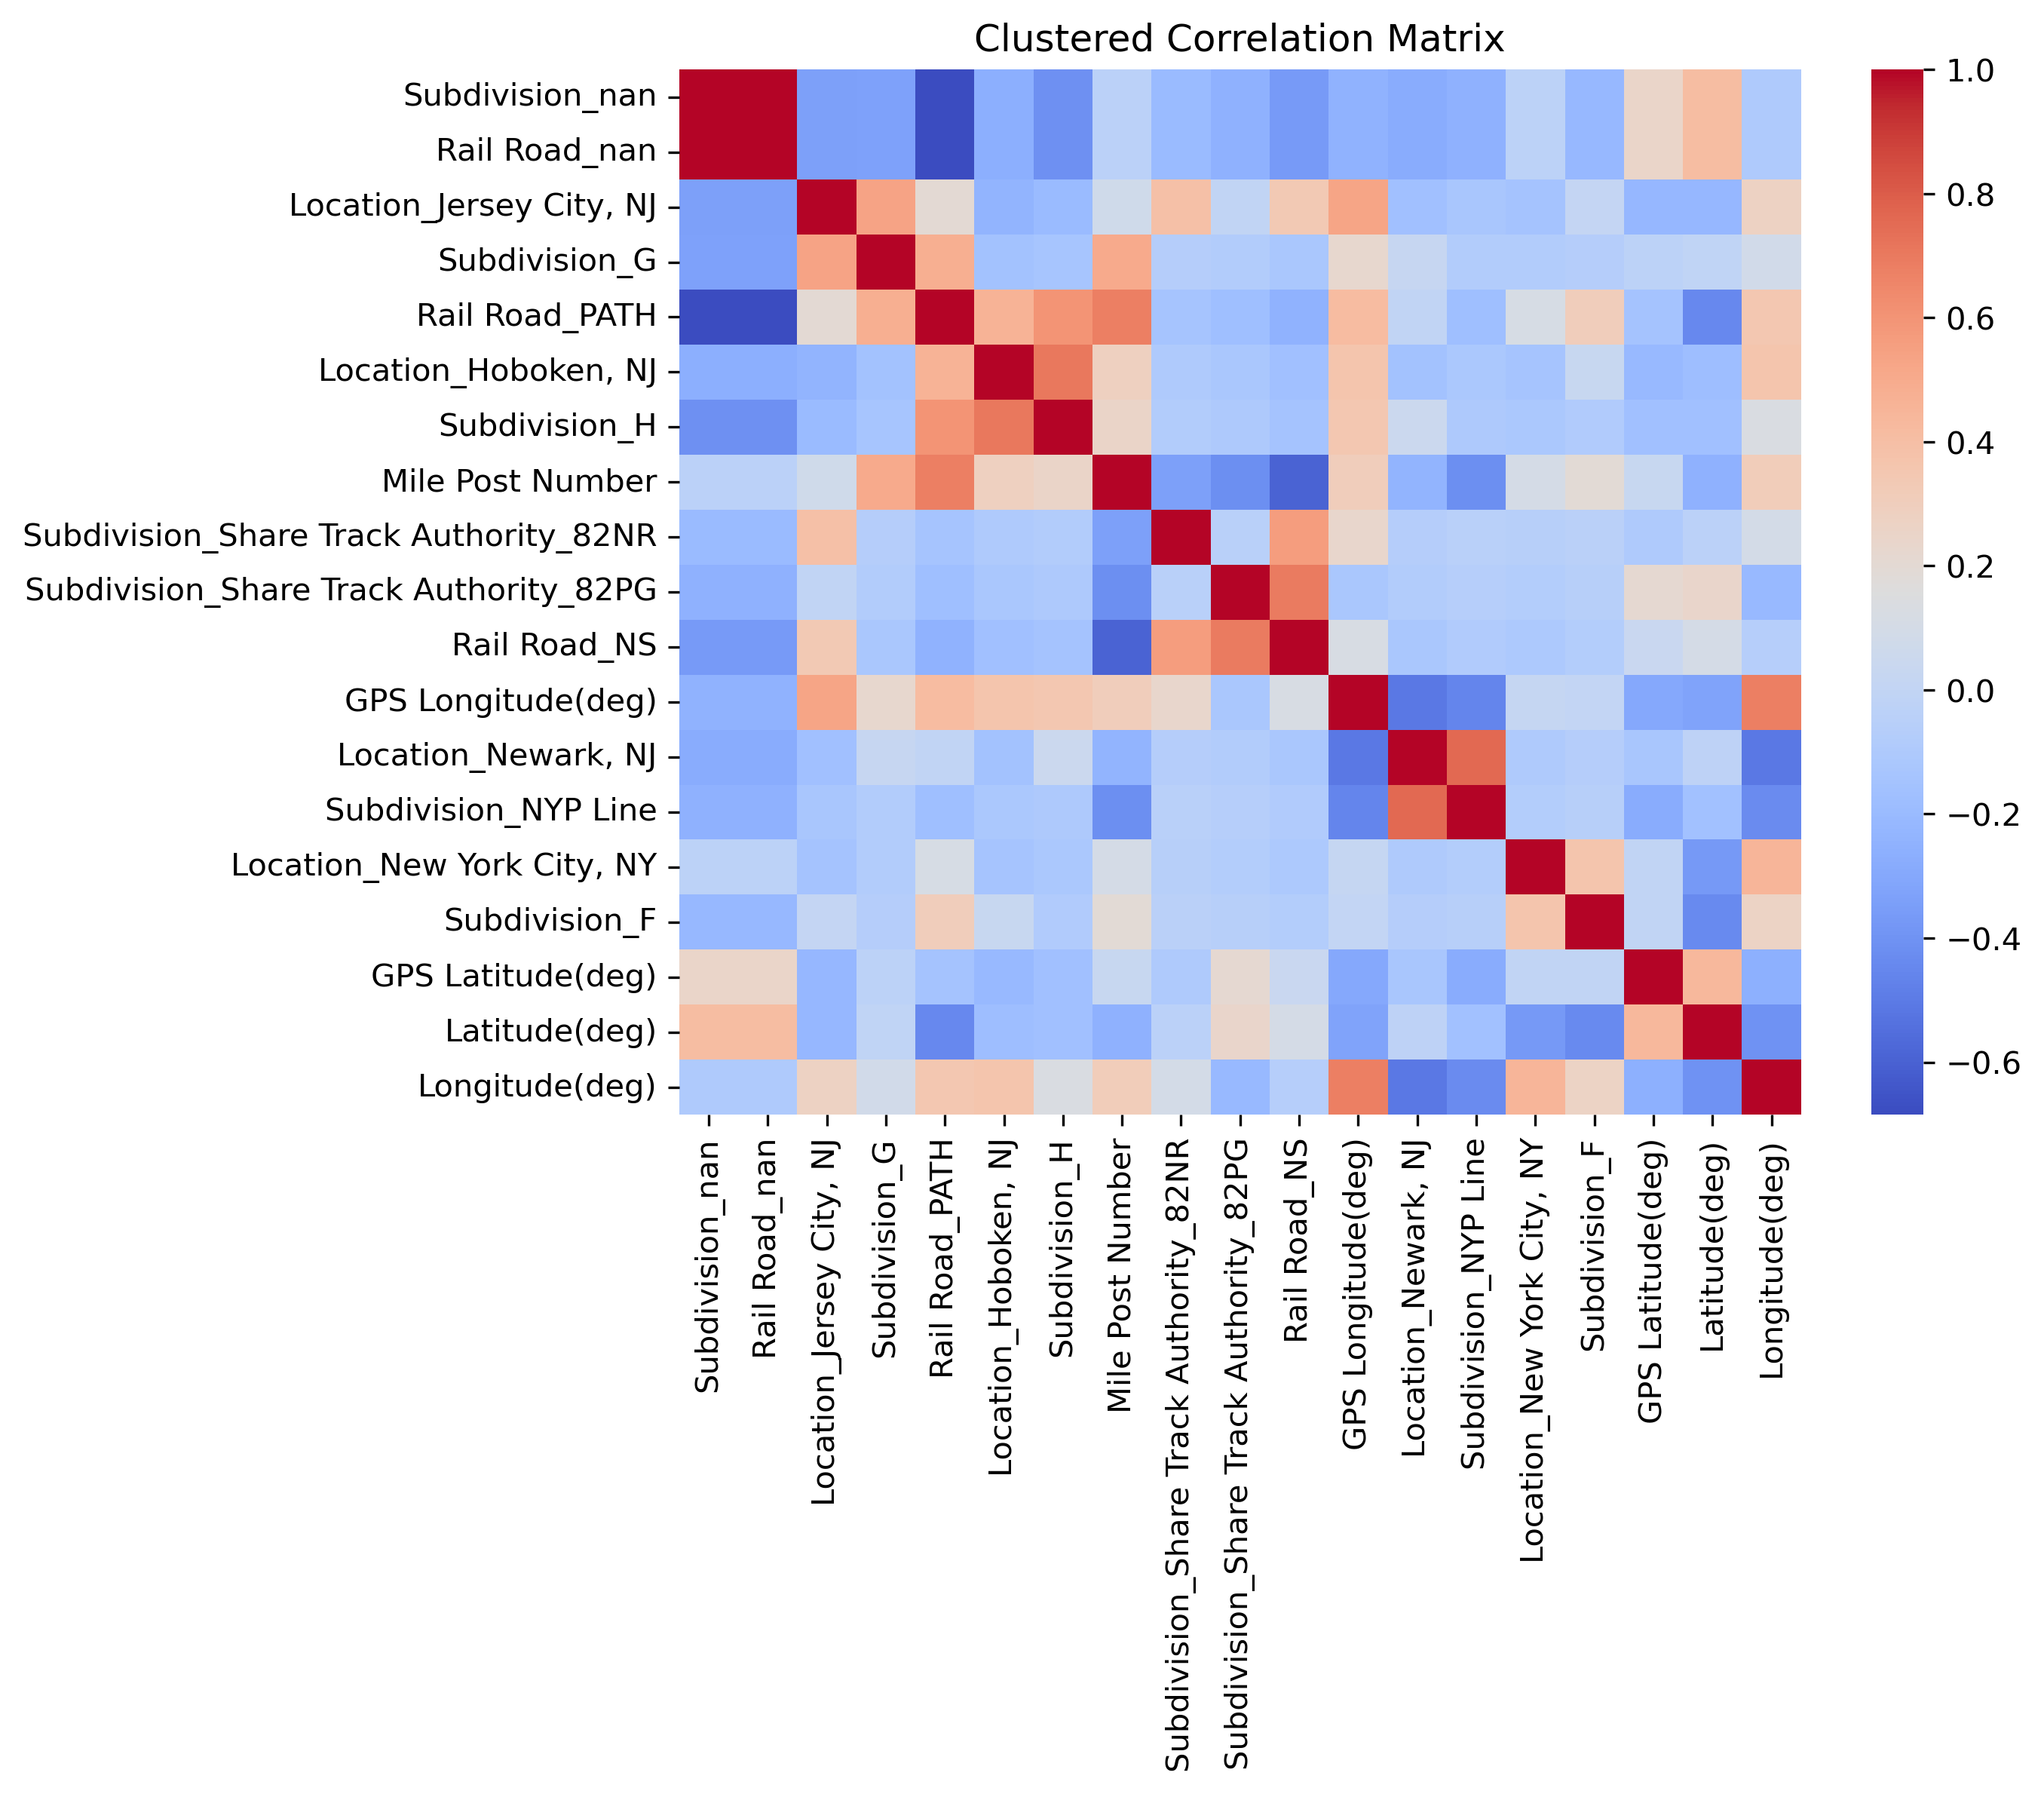 Clustered Correlation Matrix
Subdivision_nan
Rail Road_nan
Location_Jersey City, NJ
Subdivision_G
Rail Road_PATH
Location_Hoboken, NJ
Subdivision_H
Mile Post Number
Subdivision_Share Track Authority_82NR
Subdivision_Share Track Authority_82PG
Rail Road_NS
GPS Longitude(deg)
Location_Newark, NJ
Subdivision_NYP Line
Location_New York City, NY
Subdivision_F
GPS Latitude(deg)
Latitude(deg)
Longitude(deg)
Subdivision_nan
Rail Road_nan
Location_Jersey City, NJ
Subdivision_G
Rail Road_PATH
Location_Hoboken, NJ
Subdivision_H
Mile Post Number
Subdivision_Share Track Authority_82NR
Subdivision_Share Track Authority_82PG
Rail Road_NS
GPS Longitude(deg)
Location_Newark, NJ
Subdivision_NYP Line
Location_New York City, NY
Subdivision_F
GPS Latitude(deg)
Latitude(deg)
Longitude(deg)
1.0
0.8
0.6
0.4
0.2
0.0
−0.2
−0.4
−0.6